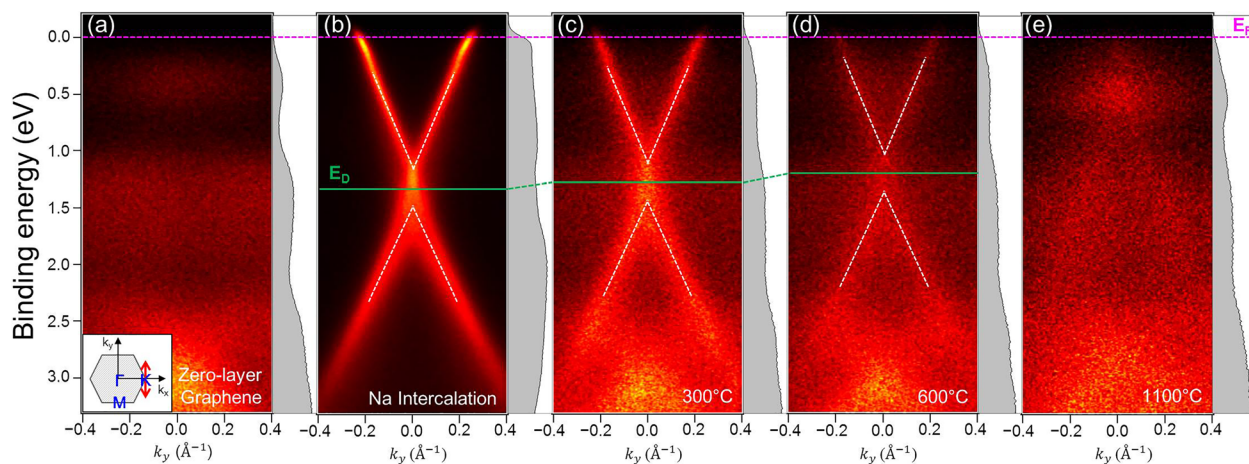 (a) (b) (c) (d) (e)
E_F
Binding energy (eV)
0.0
0.5
1.0
1.5
2.0
2.5
3.0
E_D
k_y
Γ K k_x
M
Zero-layer
Graphene
Na Intercalation
300°C
600°C
1100°C
−0.4 −0.2 0.0 0.2 0.4 −0.4 −0.2 0.0 0.2 0.4 −0.4 −0.2 0.0 0.2 0.4 −0.4 −0.2 0.0 0.2 0.4 −0.4 −0.2 0.0 0.2 0.4
k_y (Å⁻¹) k_y (Å⁻¹) k_y (Å⁻¹) k_y (Å⁻¹) k_y (Å⁻¹)